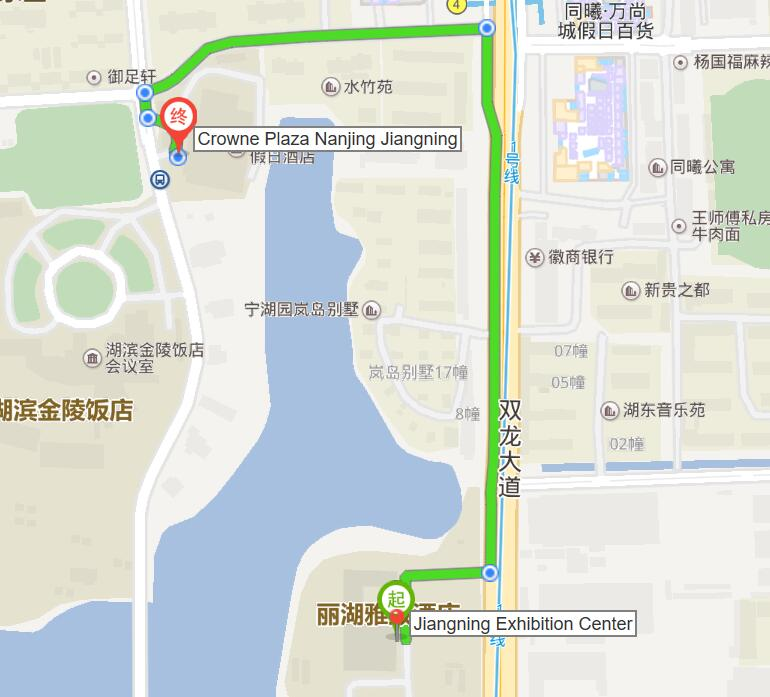 4
同曦·万尚
城假日百货
御足轩
水竹苑
杨国福麻辣
终
Crowne Plaza Nanjing Jiangning
假日酒店
1号线
同曦公寓
王师傅私房
牛肉面
徽商银行
新贵之都
宁湖园岚岛别墅
湖滨金陵饭店
会议室
07幢
岚岛别墅17幢
05幢
湖滨金陵饭店
8幢
双龙大道
湖东音乐苑
02幢
起
丽湖雅
酒店
Jiangning Exhibition Center
线